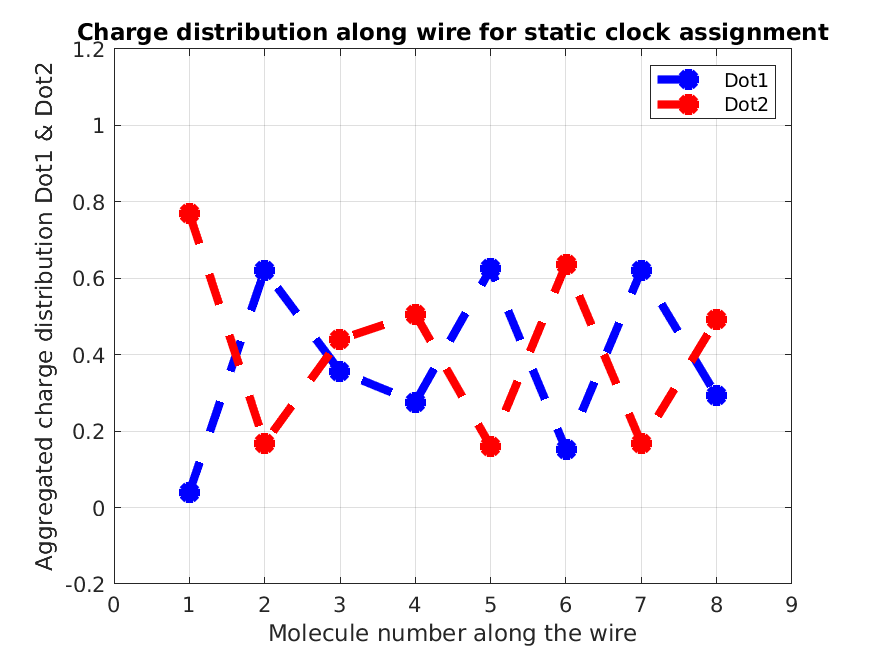 Charge distribution along wire for static clock assignment
Aggregated charge distribution Dot1 & Dot2
1.2
1
0.8
0.6
0.4
0.2
0
-0.2
Dot1
Dot2
0 1 2 3 4 5 6 7 8 9
Molecule number along the wire